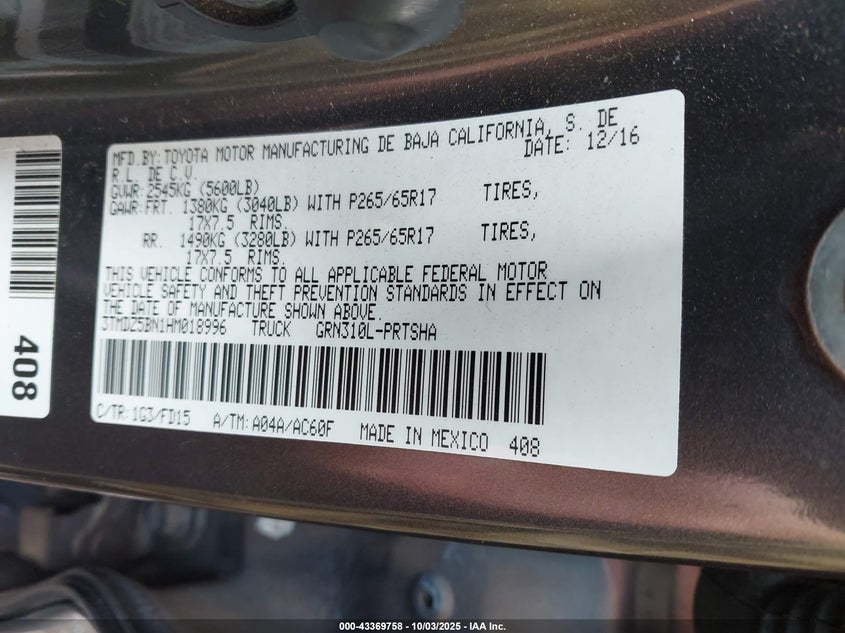 MFD.BY:TOYOTA MOTOR MANUFACTURING DE BAJA CALIFORNIA, S. DE
R.L. DE C.V. DATE: 12/16
GVWR:2545KG (5600LB)
GAWR:FRT. 1380KG (3040LB) WITH P265/65R17 TIRES,
17X7.5 RIMS.
RR. 1490KG (3280LB) WITH P265/65R17 TIRES,
17X7.5 RIMS.
THIS VEHICLE CONFORMS TO ALL APPLICABLE FEDERAL MOTOR
VEHICLE SAFETY AND THEFT PREVENTION STANDARDS IN EFFECT ON
THE DATE OF MANUFACTURE SHOWN ABOVE.
3TMDZ5BN1HM018996 TRUCK GRN310L-PRTSHA
C/TR:1G3/FD15 A/TM:A04A/AC60F MADE IN MEXICO 408
408
000-43369758 - 10/03/2025 - IAA Inc.